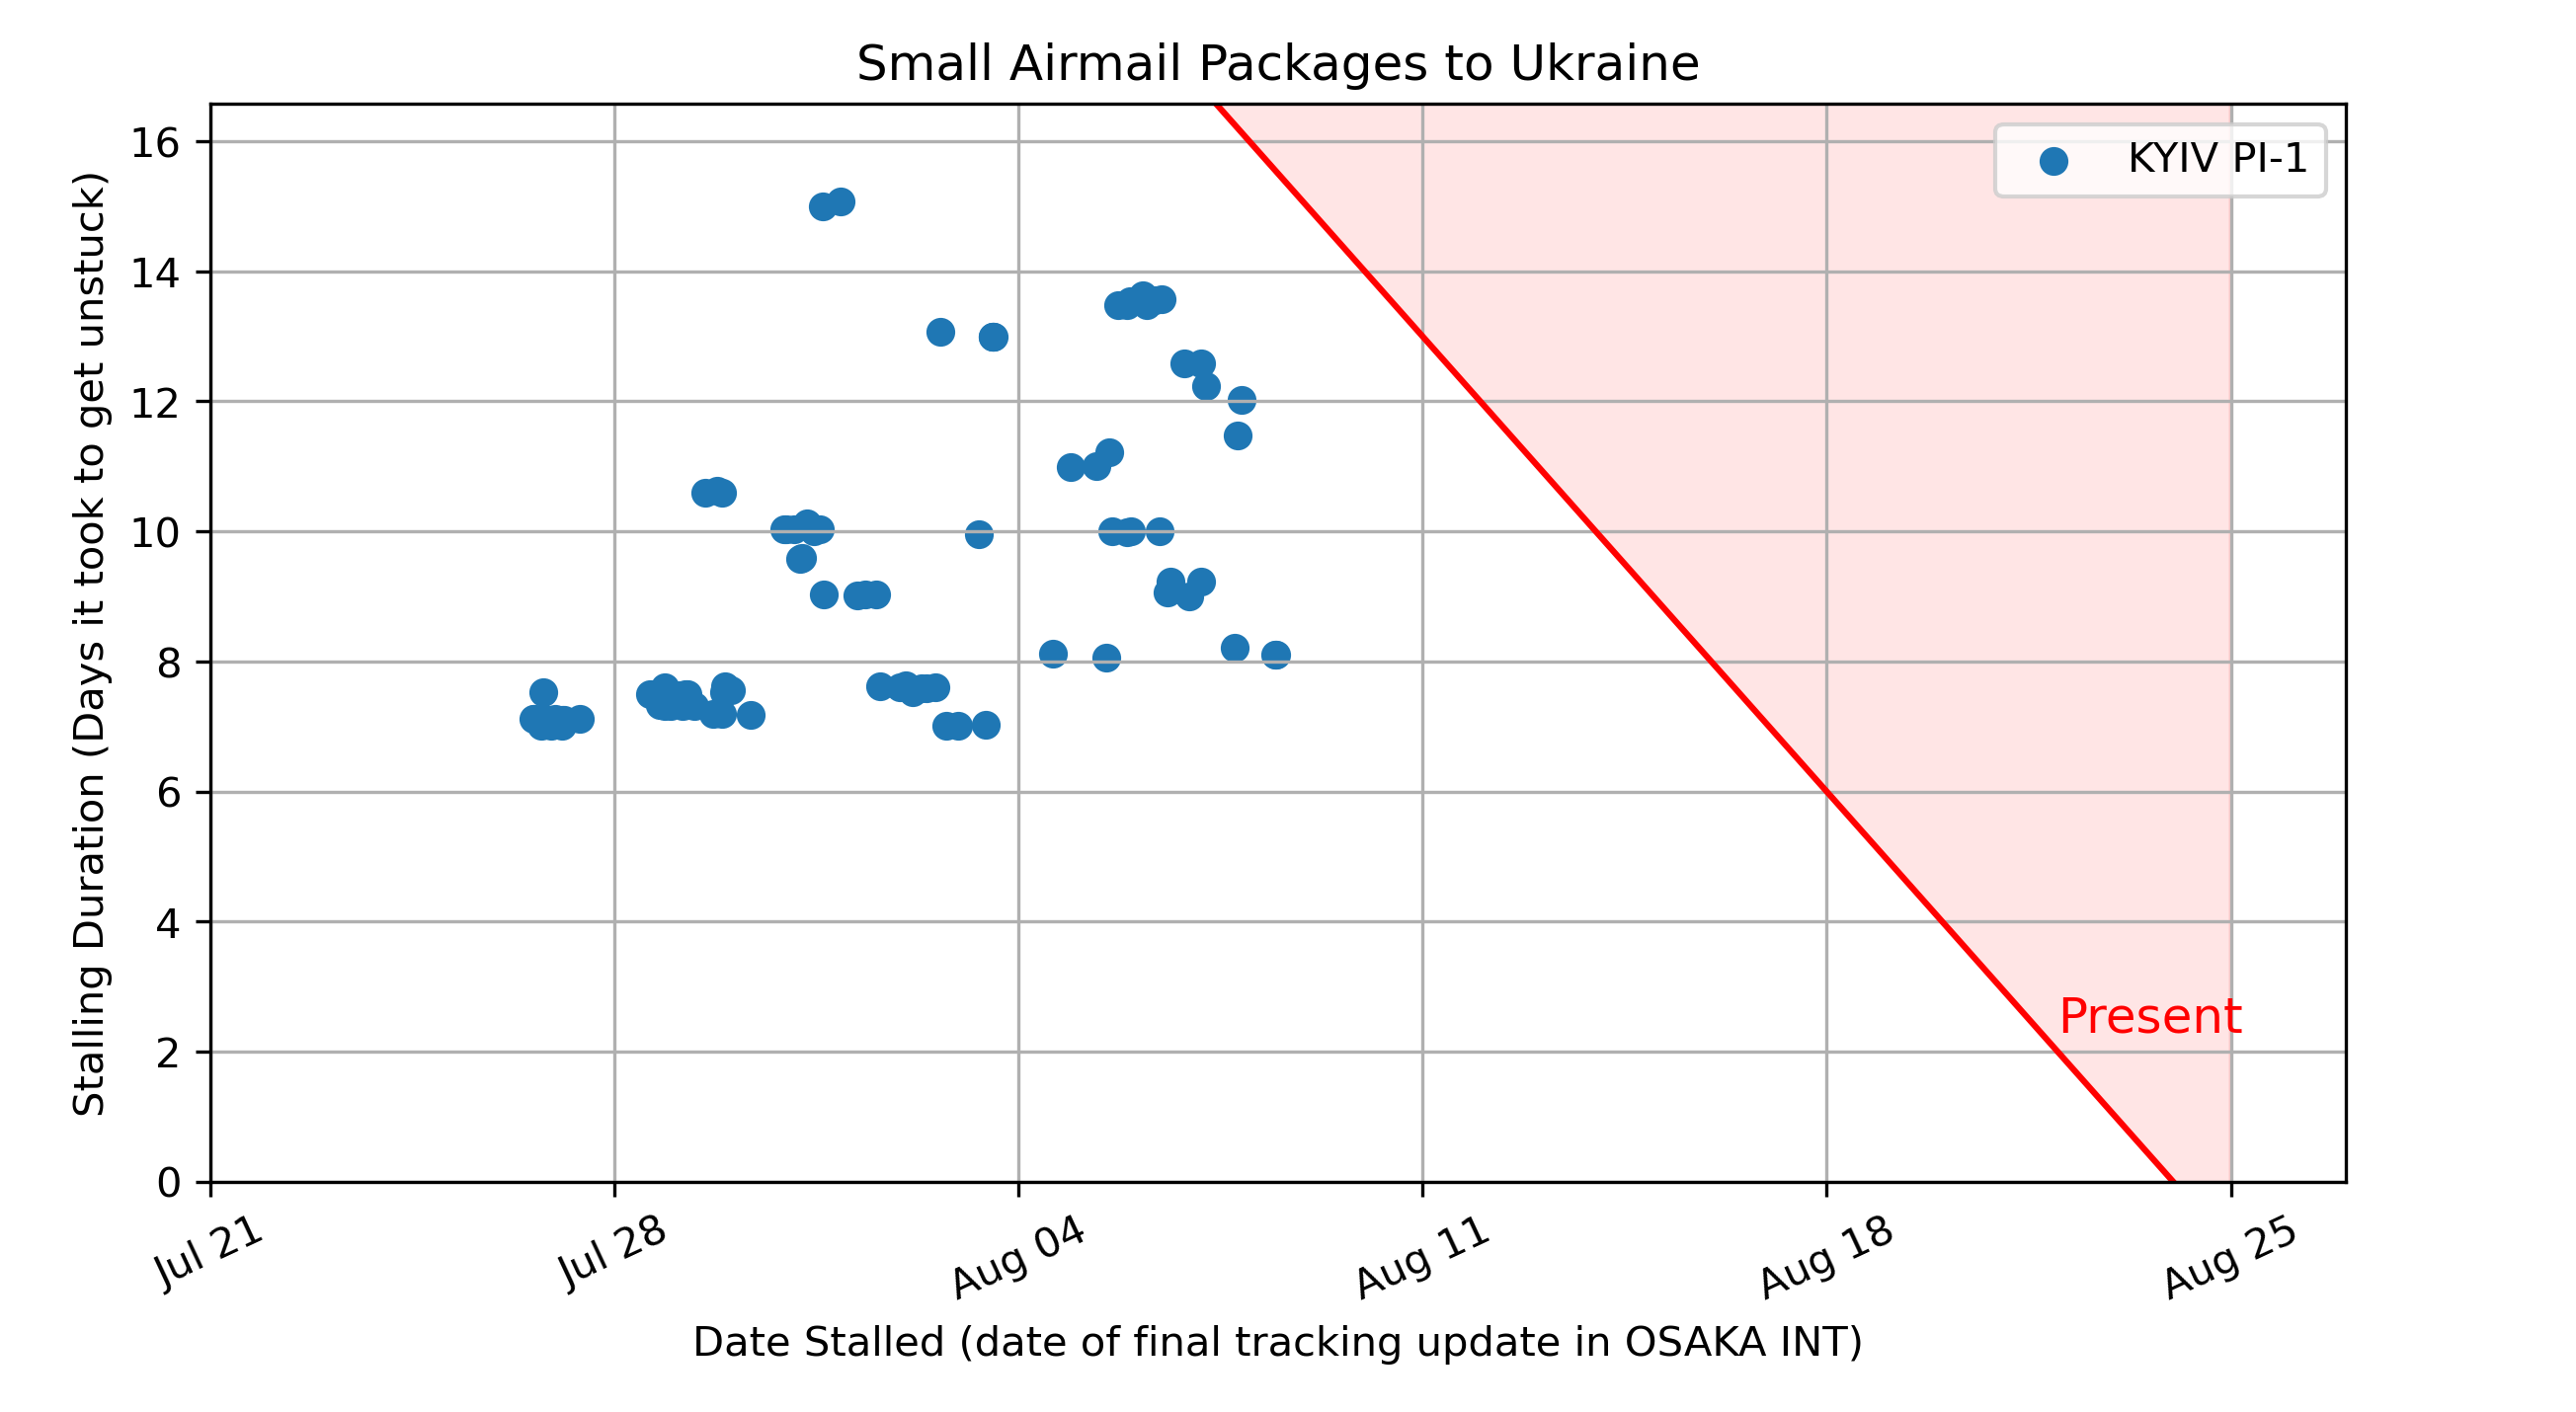 Small Airmail Packages to Ukraine
KYIV PI-1
Stalling Duration (Days it took to get unstuck)
16
14
12
10
8
6
4
2
0
Present
Jul 21
Jul 28
Aug 04
Aug 11
Aug 18
Aug 25
Date Stalled (date of final tracking update in OSAKA INT)